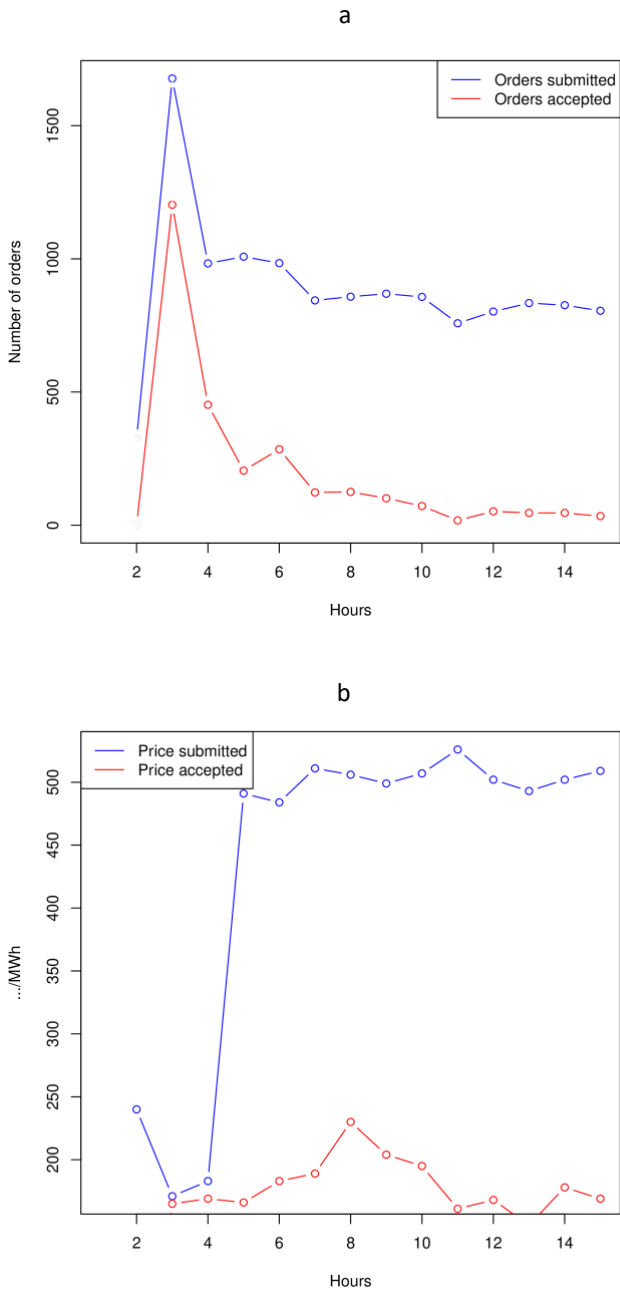 a
Orders submitted
Orders accepted
Number of orders
1500
1000
500
0
2 4 6 8 10 12 14
Hours
b
Price submitted
Price accepted
.../MWh
500
450
400
350
300
250
200
2 4 6 8 10 12 14
Hours